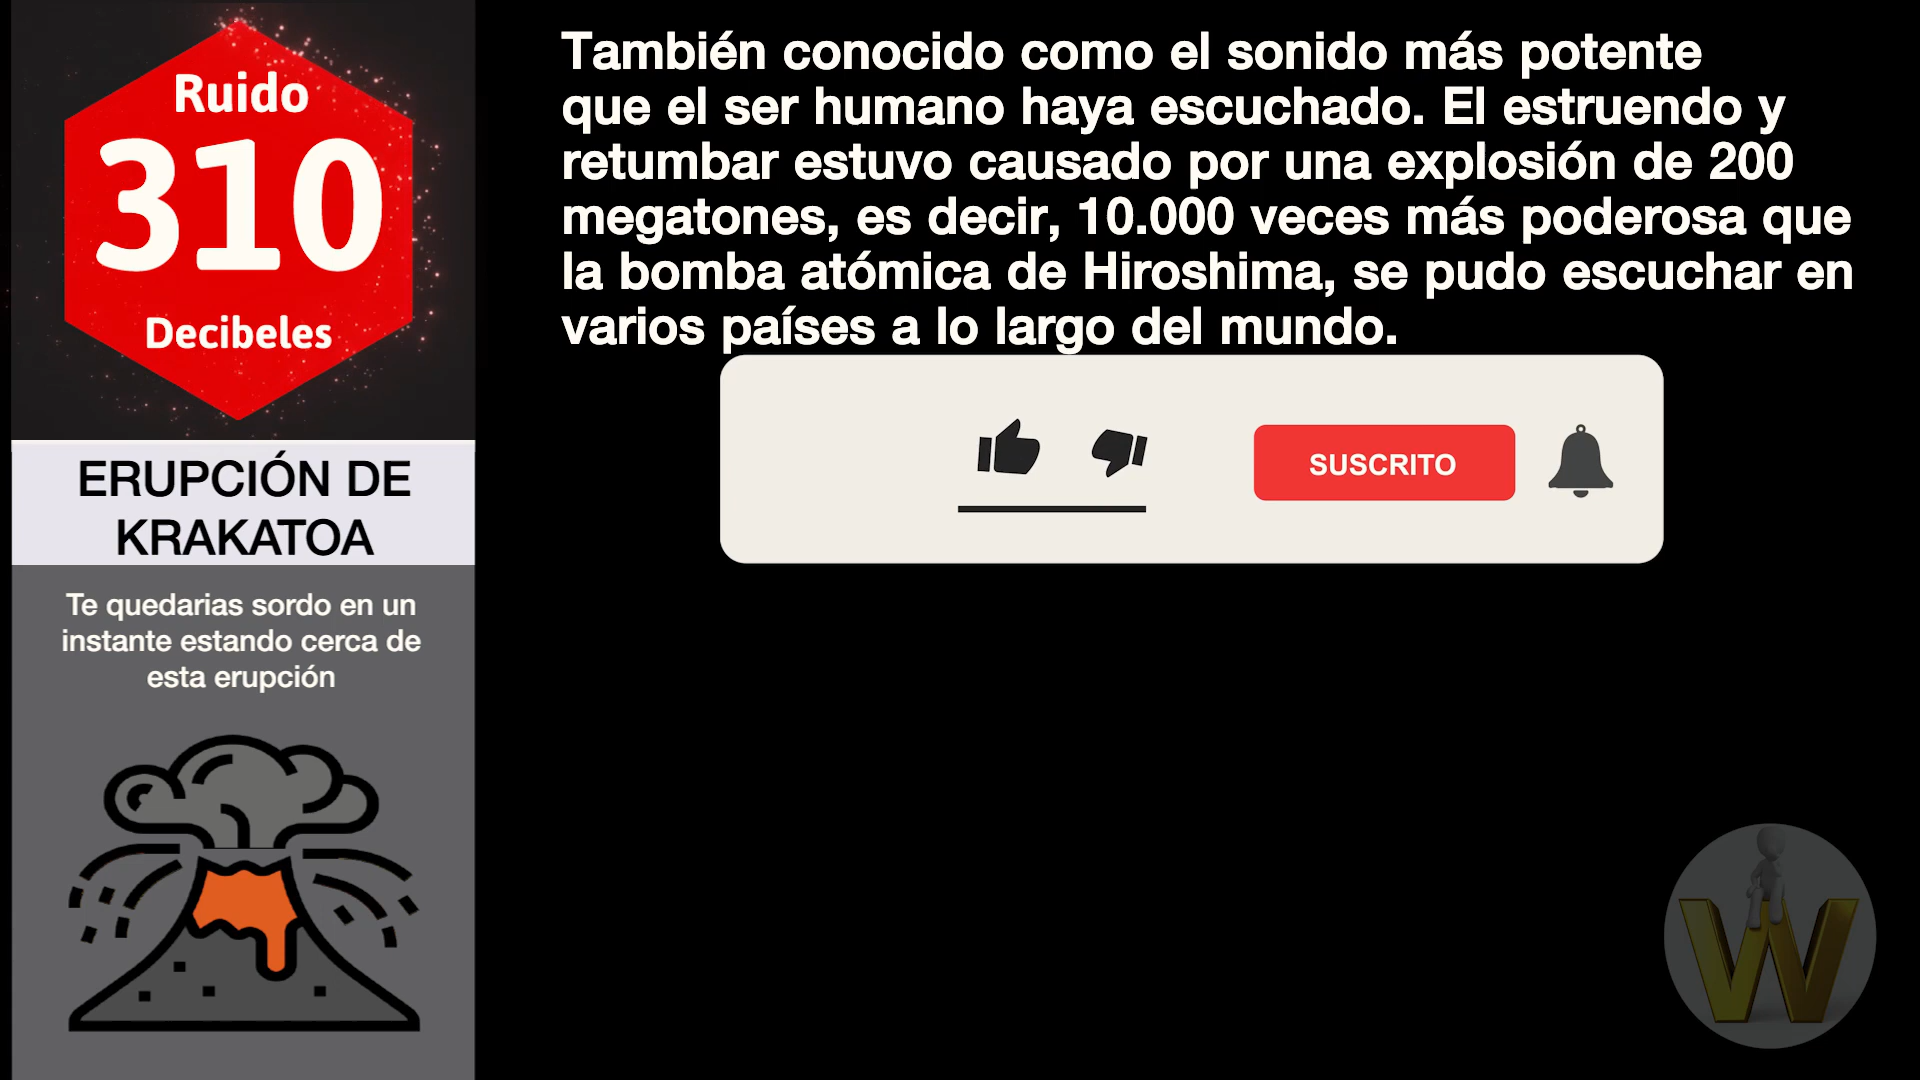 Ruido
310
Decibeles
ERUPCIÓN DE
KRAKATOA
Te quedarias sordo en un
instante estando cerca de
esta erupción
También conocido como el sonido más potente
que el ser humano haya escuchado. El estruendo y
retumbar estuvo causado por una explosión de 200
megatones, es decir, 10.000 veces más poderosa que
la bomba atómica de Hiroshima, se pudo escuchar en
varios países a lo largo del mundo.
SUSCRITO
W